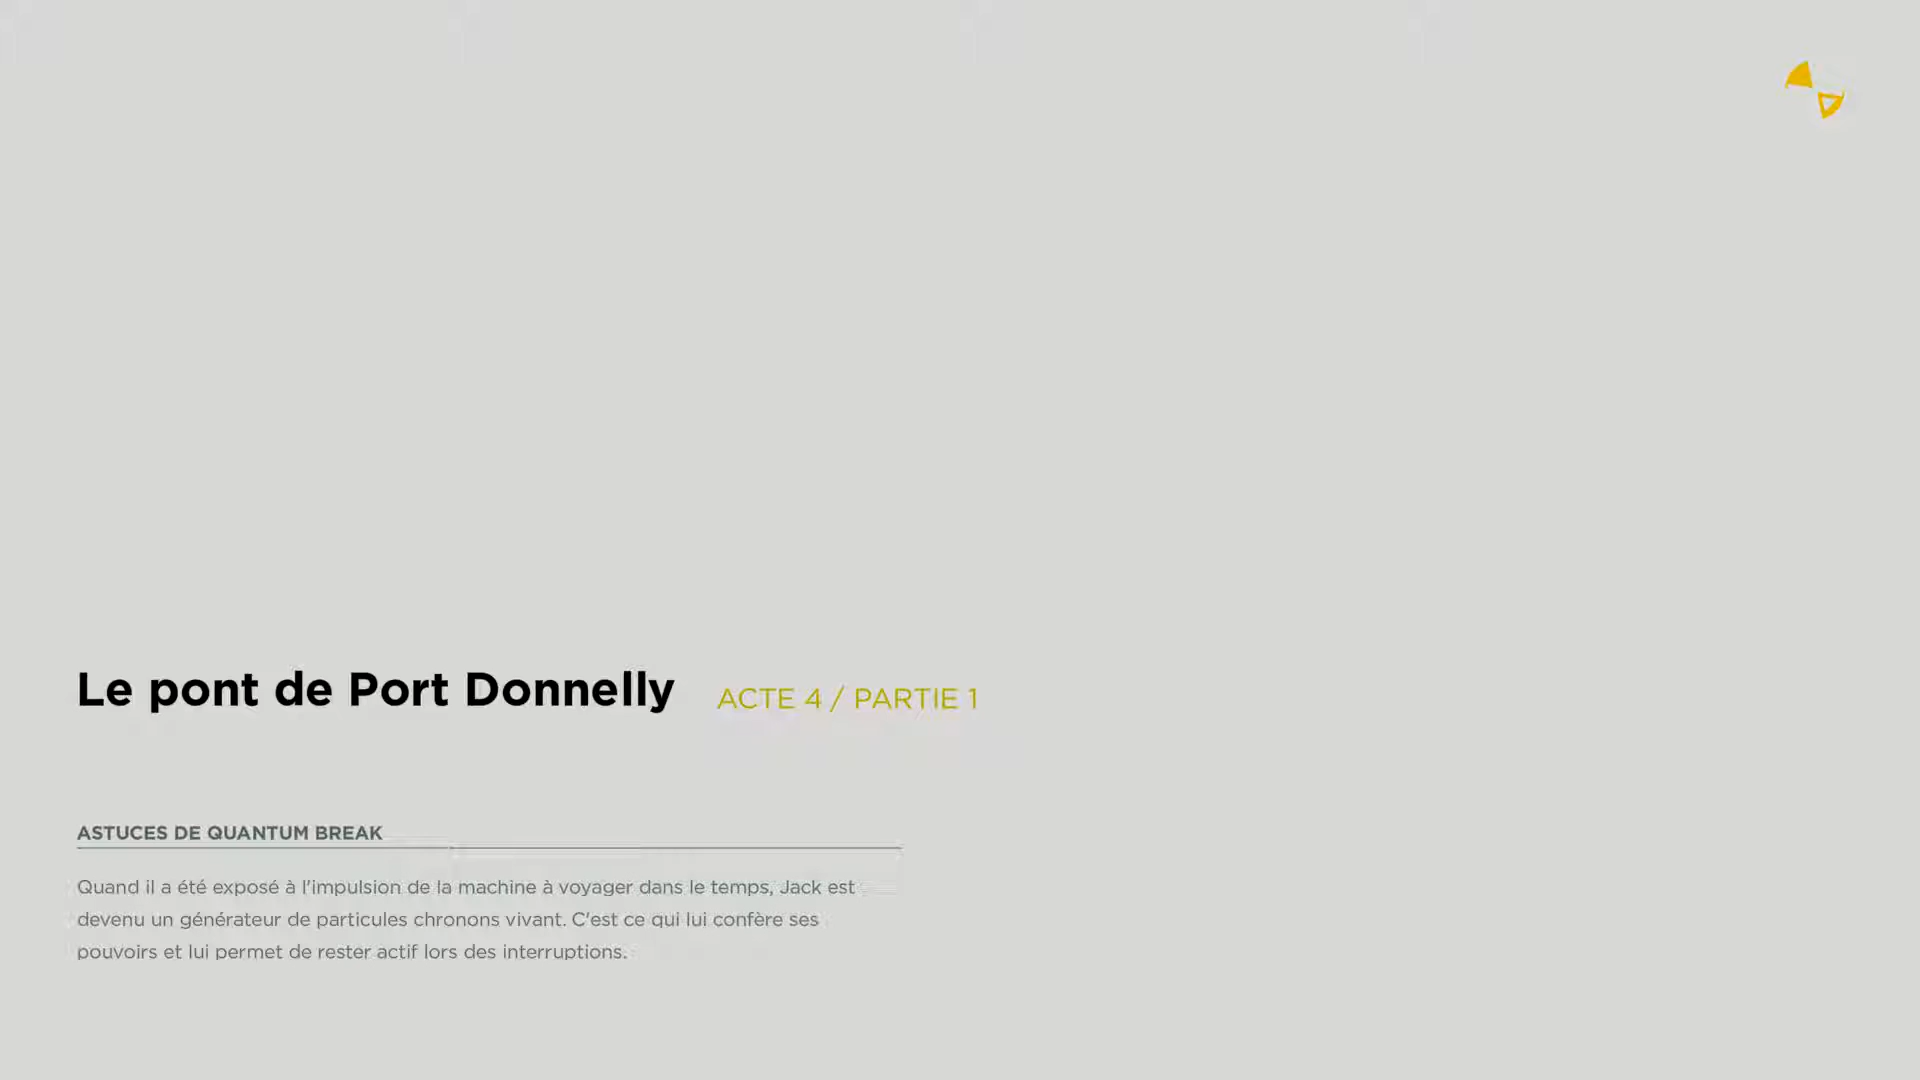 Le pont de Port Donnelly ACTE 4 / PARTIE 1
ASTUCES DE QUANTUM BREAK
Quand il a été exposé à l'impulsion de la machine à voyager dans le temps, Jack est
devenu un générateur de particules chronons vivant. C'est ce qui lui confère ses
pouvoirs et lui permet de rester actif lors des interruptions.